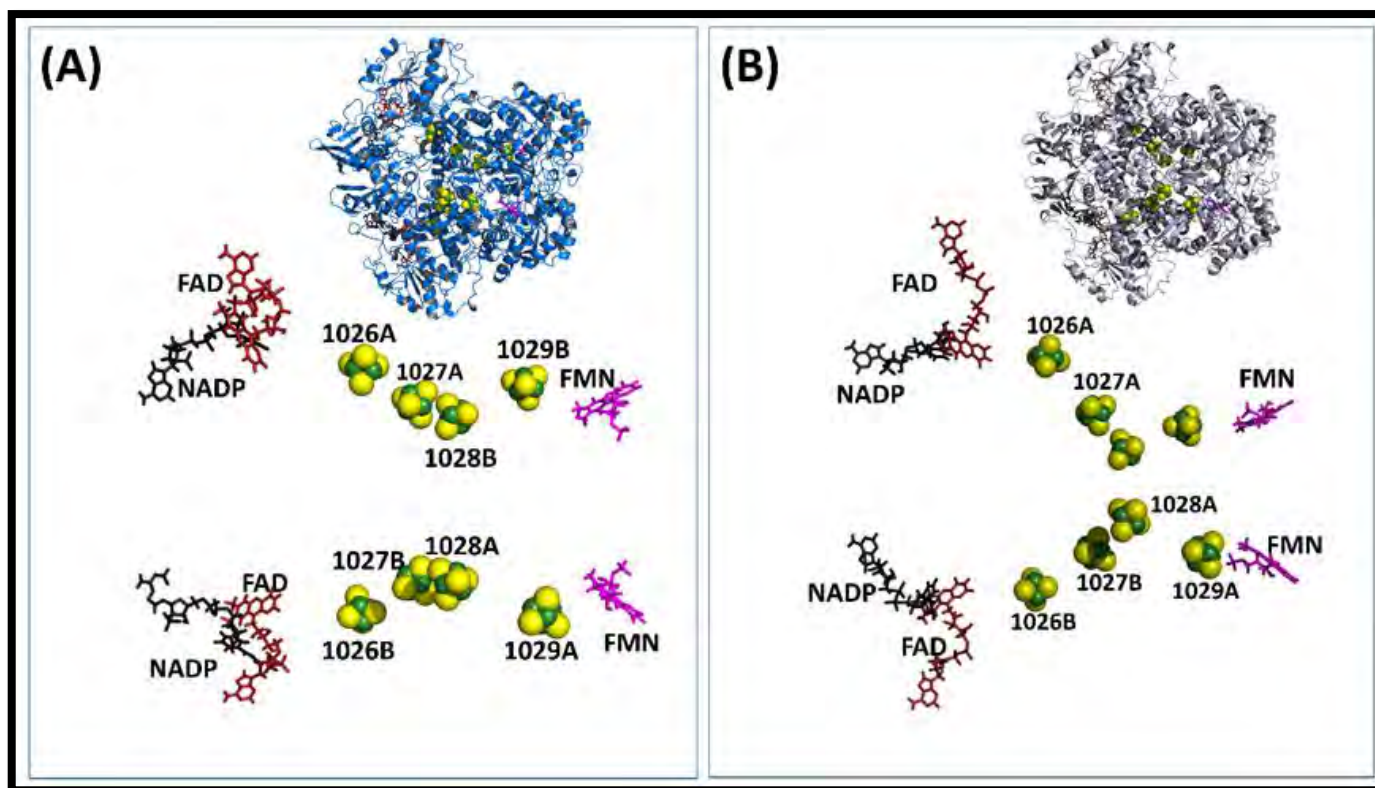 (A)
FAD
NADP
1026A
1027A
1028B
1029B
FMN
FAD
NADP
1027B
1028A
1026B
1029A
FMN
(B)
FAD
NADP
1026A
1027A
FMN
1028A
NADP
FAD
1026B
1027B
1029A
FMN